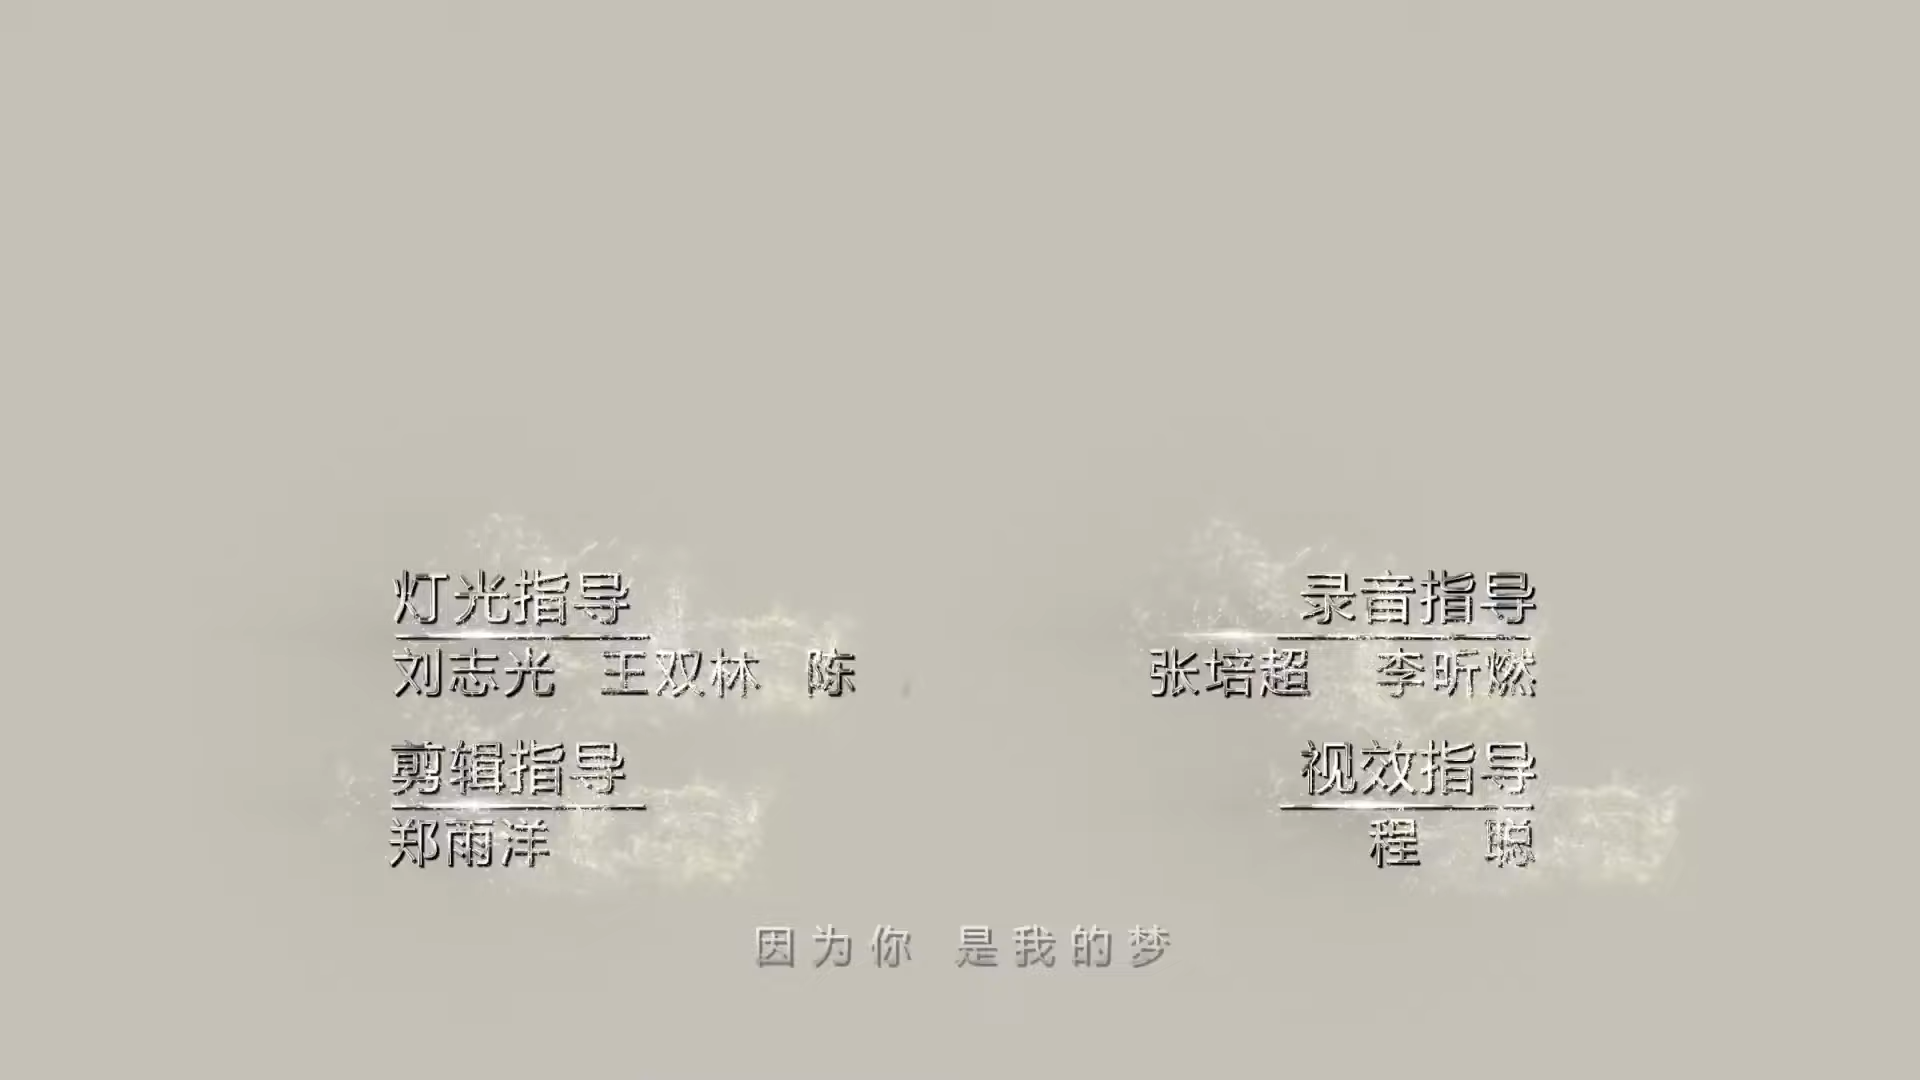 灯光指导
刘志光 王双林 陈
录音指导
张培超 李昕燃
剪辑指导
郑雨洋
视效指导
程 聪
因为你 是我的梦